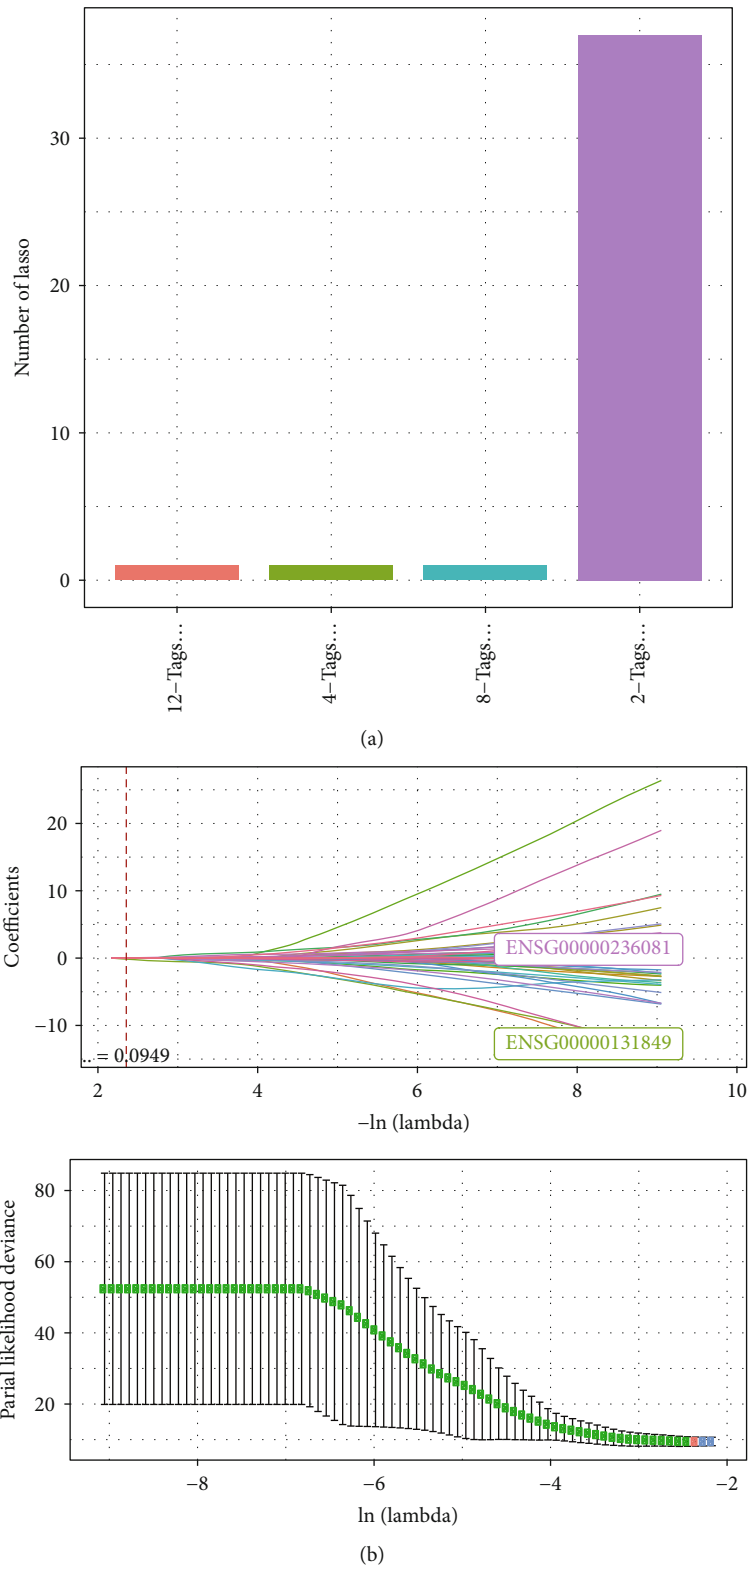 Number of lasso
30
20
10
0
12−Tags...
4−Tags...
8−Tags...
2−Tags...
(a)
Coefficients
20
10
0
−10
ENSG00000236081
ENSG00000131849
.. = 0.0949
2
4
6
8
10
−ln (lambda)
Parial likelihood deviance
80
60
40
20
−8
−6
−4
−2
ln (lambda)
(b)